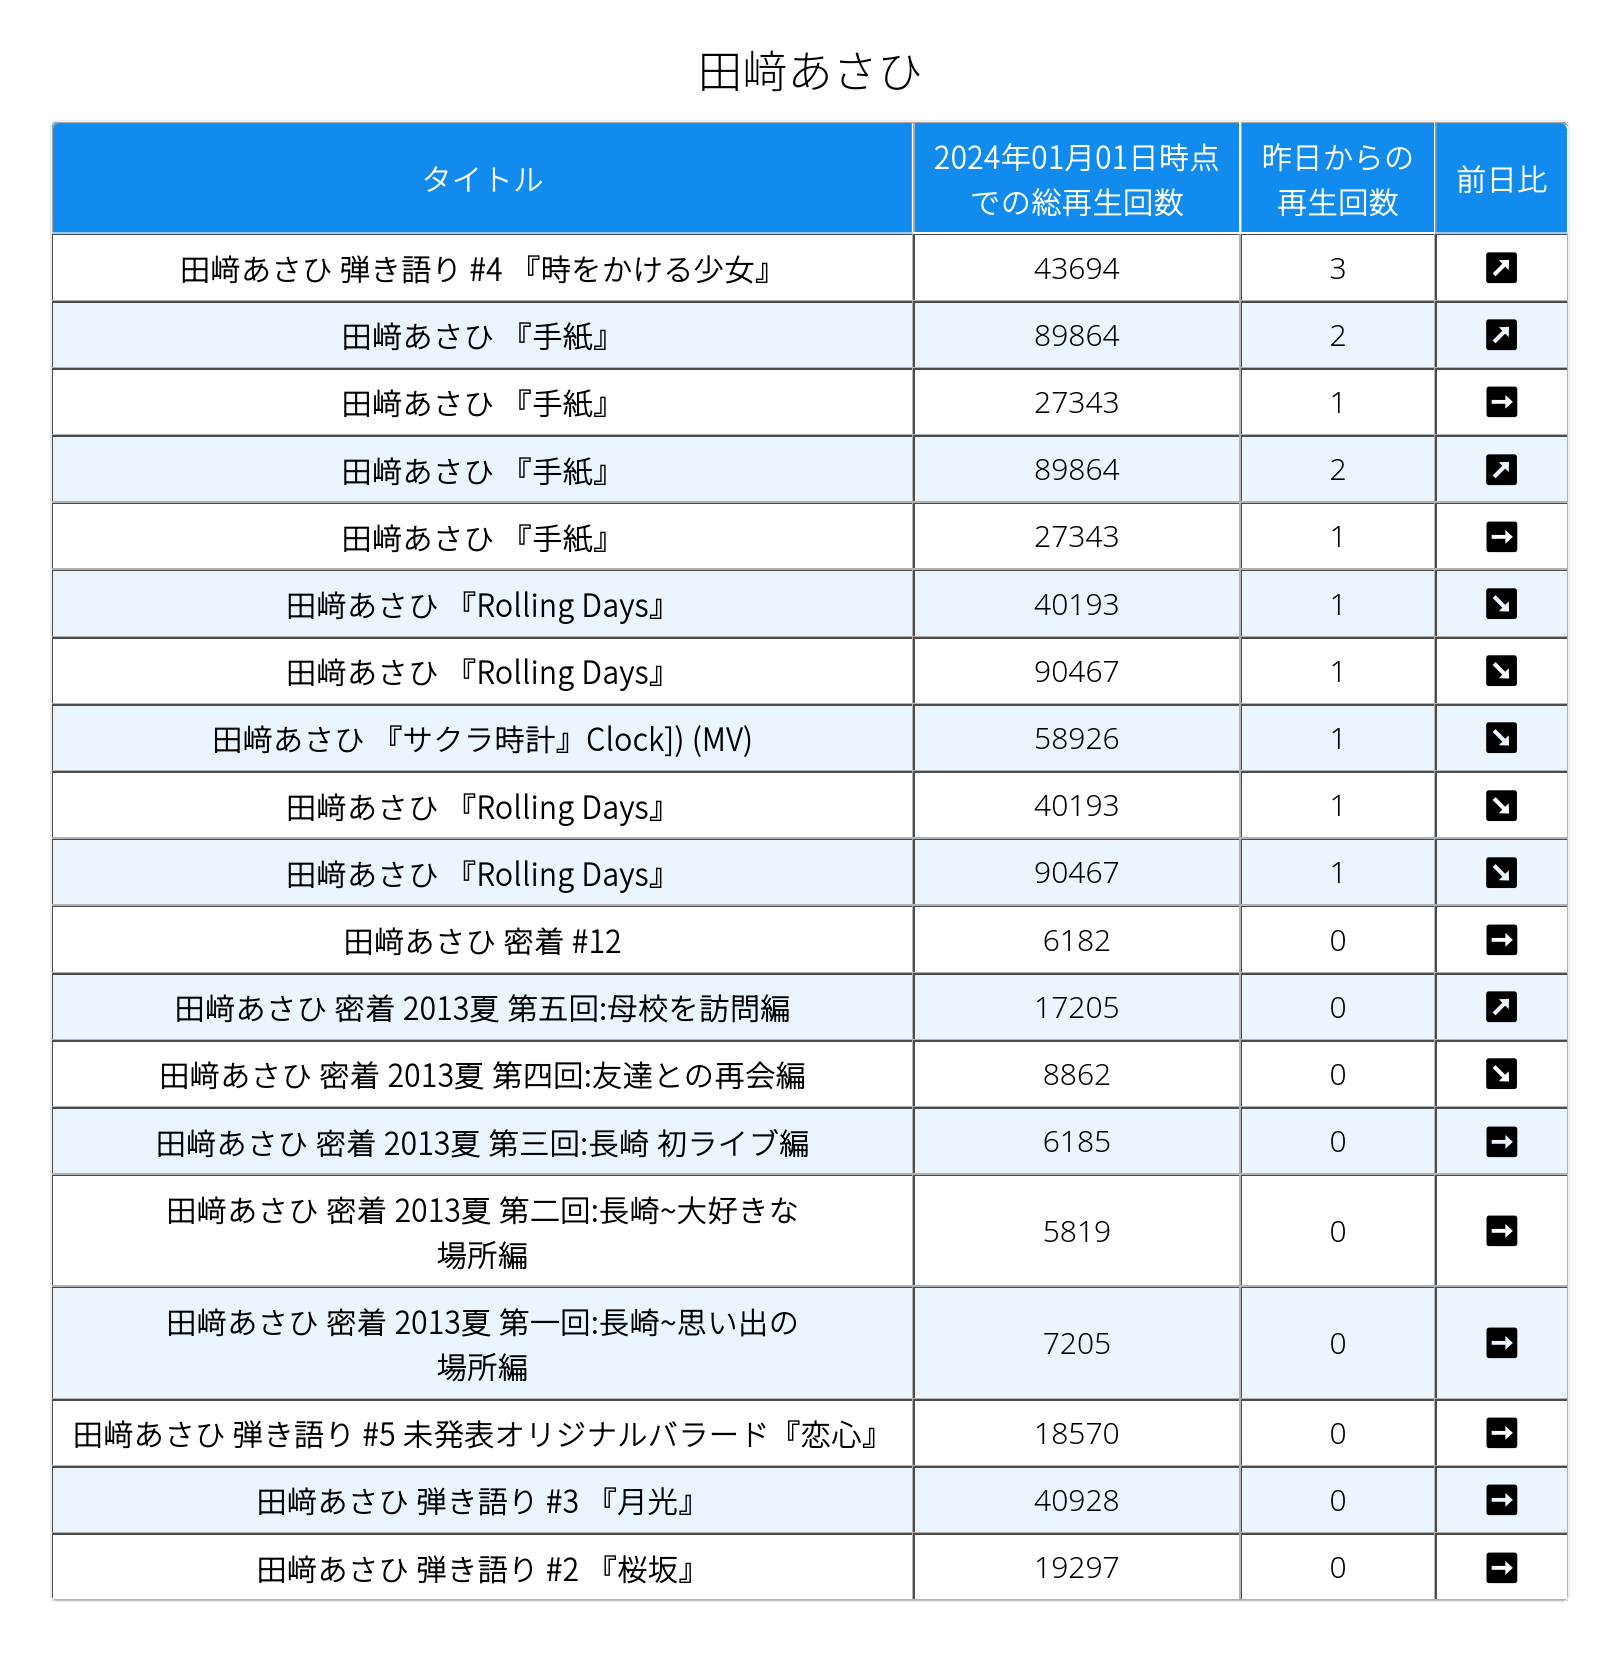 田﨑あさひ
タイトル 2024年01月01日時点での総再生回数 昨日からの再生回数 前日比
田﨑あさひ 弾き語り #4 『時をかける少女』 43694 3 ↗
田﨑あさひ 『手紙』 89864 2 ↗
田﨑あさひ 『手紙』 27343 1 →
田﨑あさひ 『手紙』 89864 2 ↗
田﨑あさひ 『手紙』 27343 1 →
田﨑あさひ 『Rolling Days』 40193 1 ↘
田﨑あさひ 『Rolling Days』 90467 1 ↘
田﨑あさひ 『サクラ時計』Clock]) (MV) 58926 1 ↘
田﨑あさひ 『Rolling Days』 40193 1 ↘
田﨑あさひ 『Rolling Days』 90467 1 ↘
田﨑あさひ 密着 #12 6182 0 →
田﨑あさひ 密着 2013夏 第五回:母校を訪問編 17205 0 ↗
田﨑あさひ 密着 2013夏 第四回:友達との再会編 8862 0 ↘
田﨑あさひ 密着 2013夏 第三回:長崎 初ライブ編 6185 0 →
田﨑あさひ 密着 2013夏 第二回:長崎~大好きな
場所編 5819 0 →
田﨑あさひ 密着 2013夏 第一回:長崎~思い出の
場所編 7205 0 →
田﨑あさひ 弾き語り #5 未発表オリジナルバラード『恋心』 18570 0 →
田﨑あさひ 弾き語り #3 『月光』 40928 0 →
田﨑あさひ 弾き語り #2 『桜坂』 19297 0 →